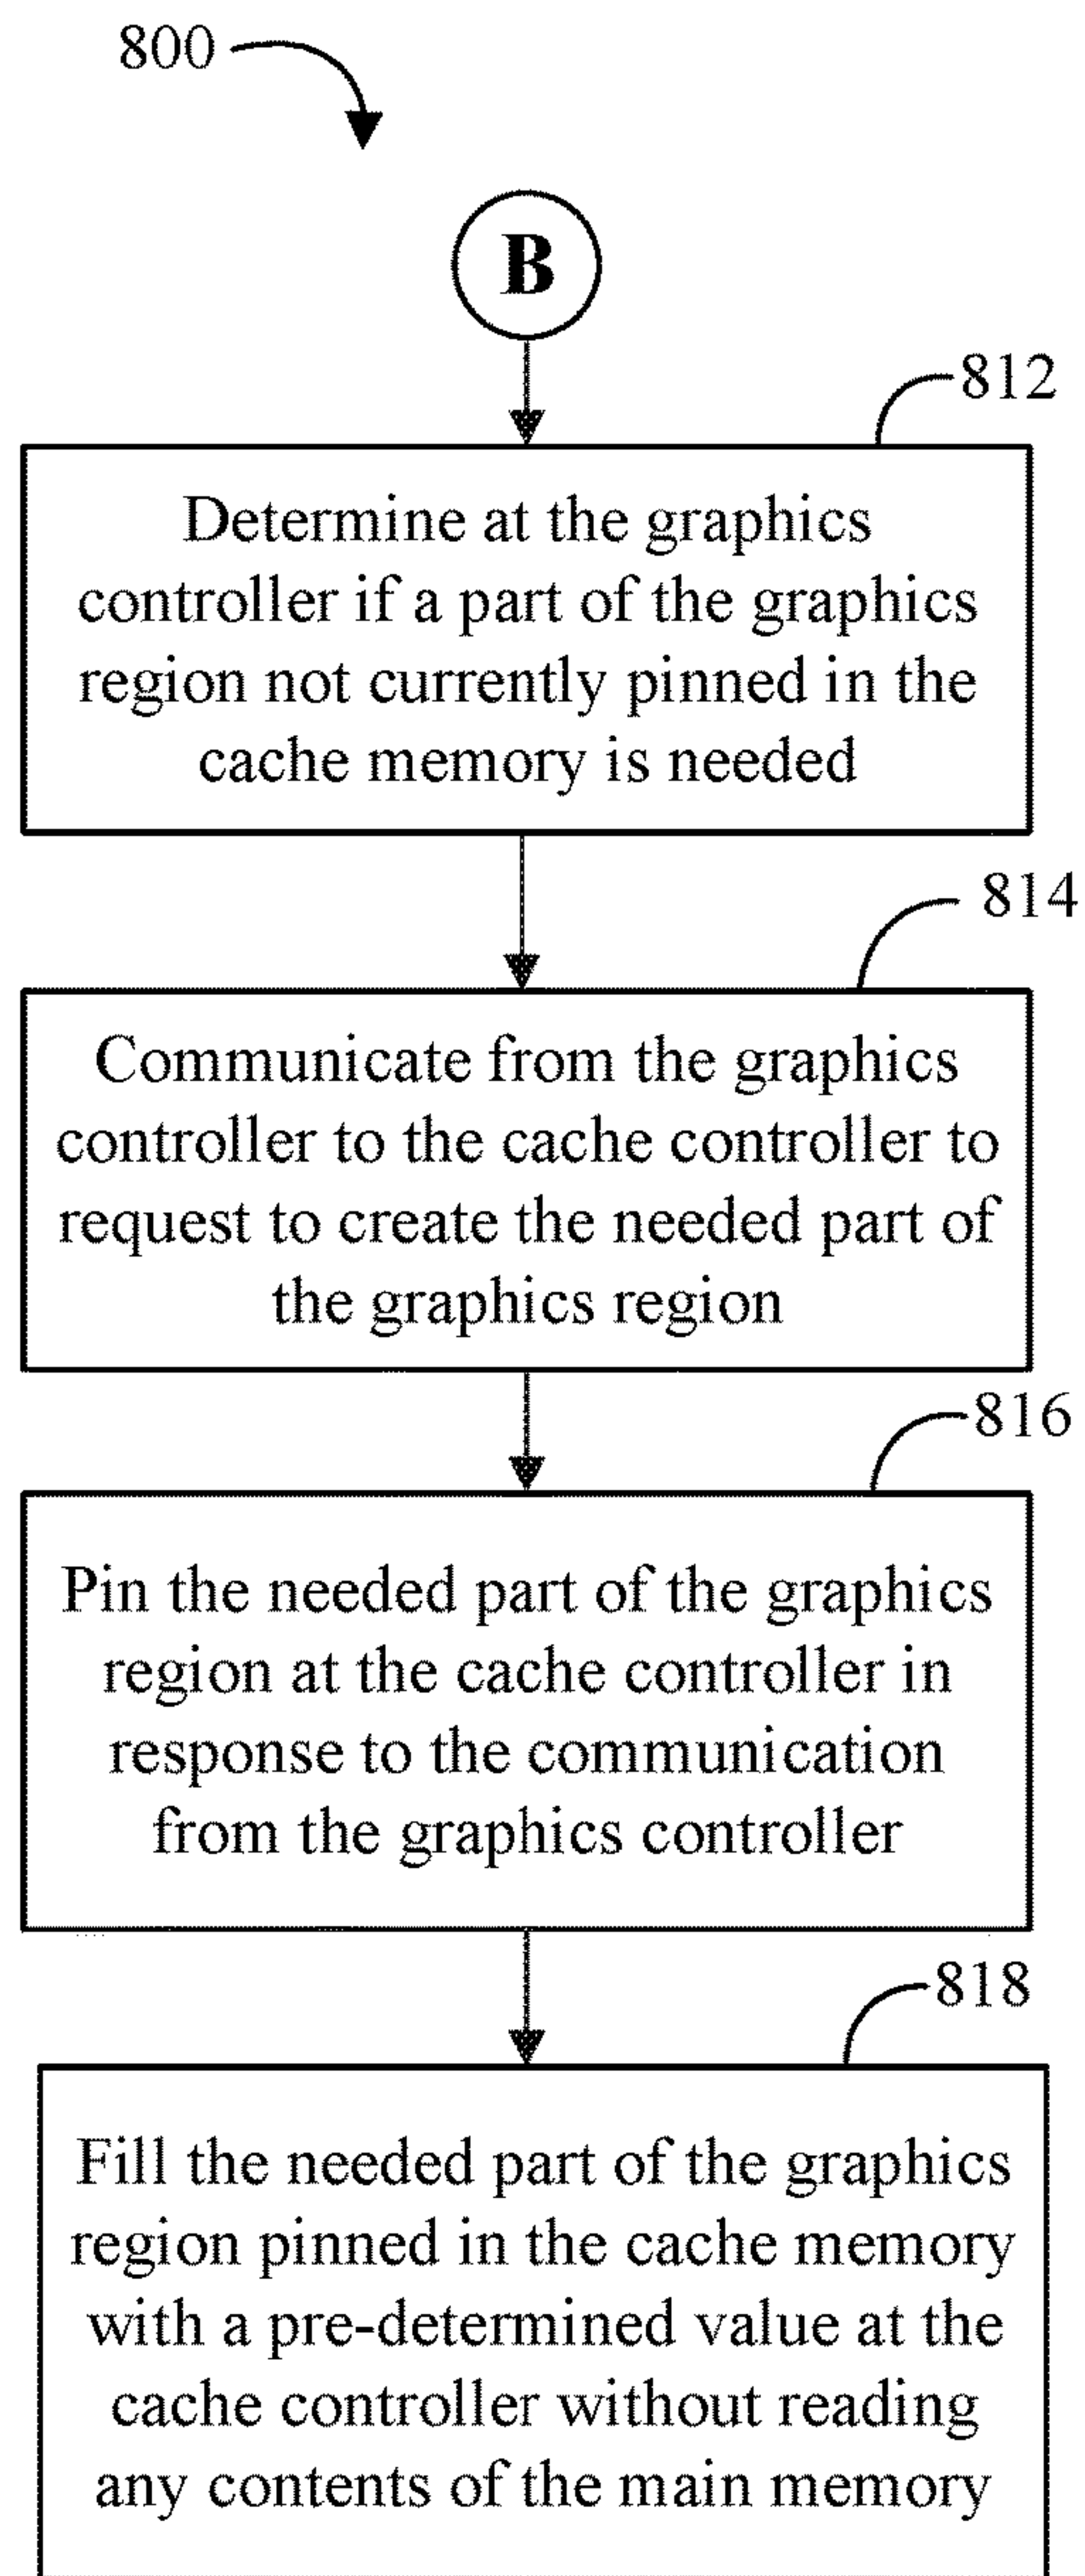 800
B
812
Determine at the graphics
controller if a part of the graphics
region not currently pinned in the
cache memory is needed
814
Communicate from the graphics
controller to the cache controller to
request to create the needed part of
the graphics region
816
Pin the needed part of the graphics
region at the cache controller in
response to the communication
from the graphics controller
818
Fill the needed part of the graphics
region pinned in the cache memory
with a pre-determined value at the
cache controller without reading
any contents of the main memory